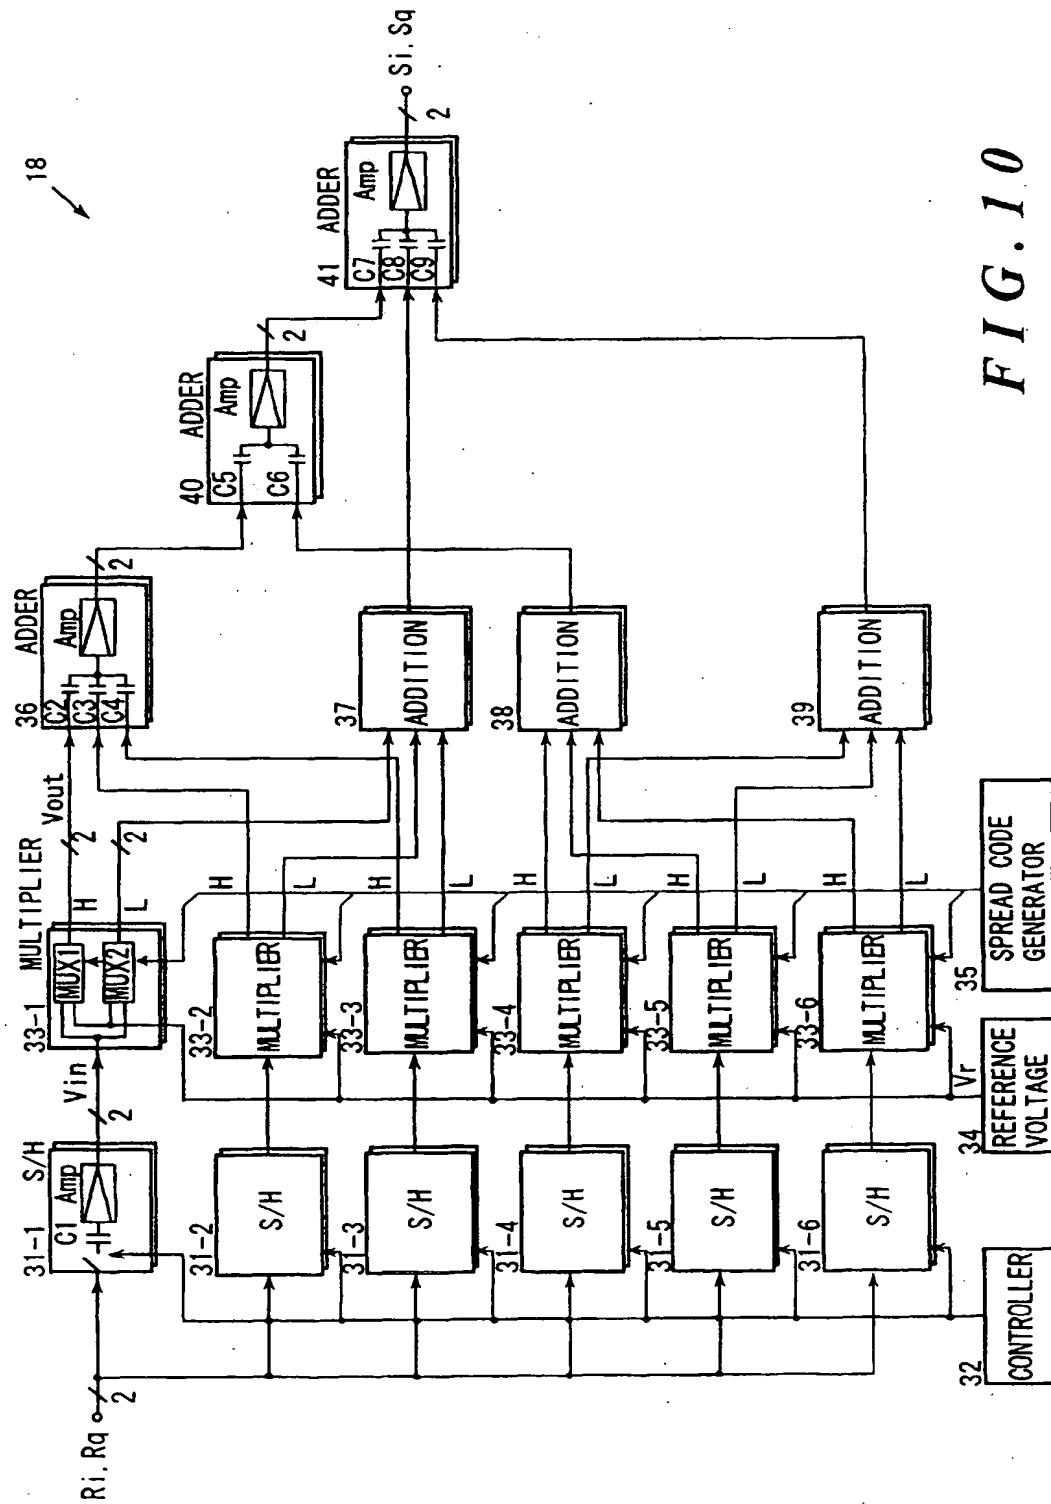 18
Ri. Rq
2
31-1
S/H
C1
Amp
Vin
2
33-1
MULTIPLIER
MUX1
MUX2
H
L
Vout
2
2
36
ADDER
C2
C3
C4
Amp
2
40
ADDER
C5
C6
Amp
2
41
ADDER
C7
C8
C9
Amp
2
Si. Sq
31-2
S/H
33-2
MULTIPLIER
H
L
31-3
S/H
33-3
MULTIPLIER
H
L
37
ADDITION
31-4
S/H
33-4
MULTIPLIER
H
L
38
ADDITION
31-5
S/H
33-5
MULTIPLIER
H
L
31-6
S/H
33-6
MULTIPLIER
H
L
39
ADDITION
Vr
32
CONTROLLER
34
REFERENCE
VOLTAGE
35
SPREAD CODE
GENERATOR
FIG. 10